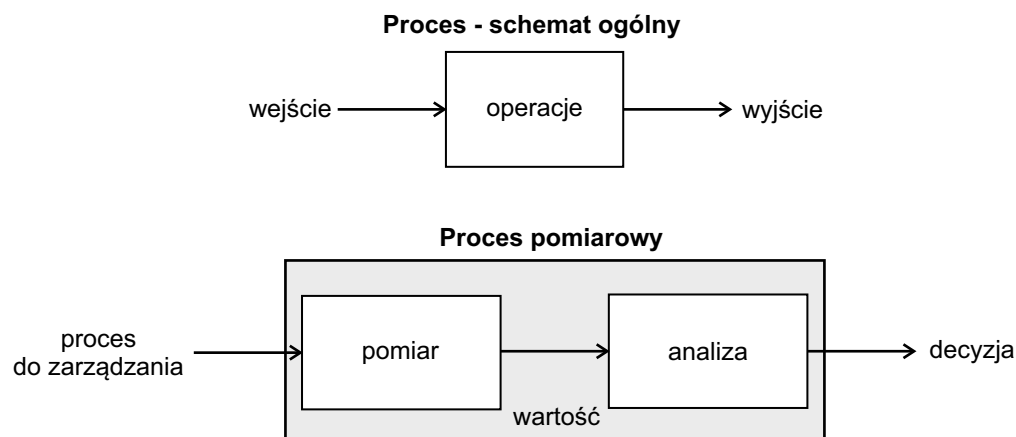 Proces - schemat ogólny
wejście
operacje
wyjście
Proces pomiarowy
proces
do zarządzania
pomiar
wartość
analiza
decyzja